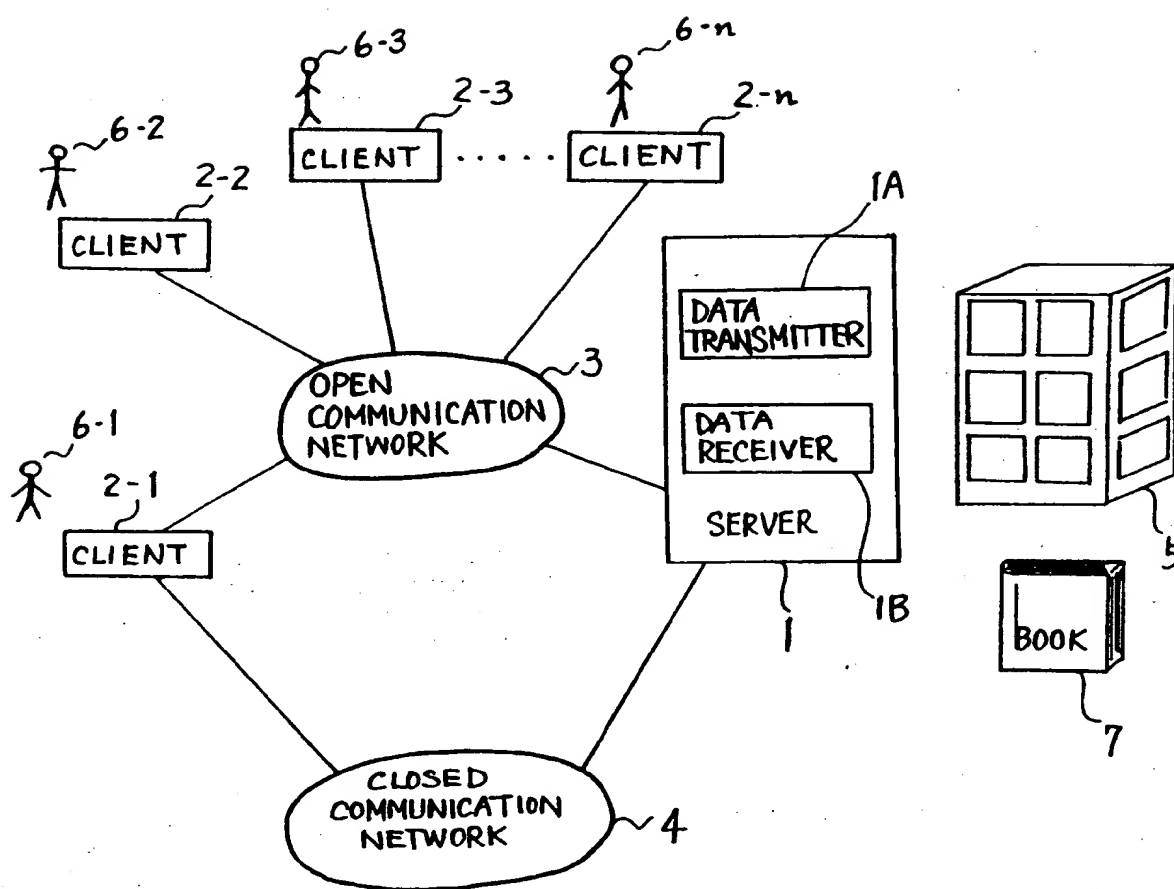 6-3
6-n
2-3
2-n
6-2
CLIENT ..... CLIENT
2-2
1A
CLIENT
DATA
TRANSMITTER
3
OPEN
COMMUNICATION
NETWORK
DATA
RECEIVER
6-1
2-1
SERVER
CLIENT
5
1
1B
BOOK
7
CLOSED
COMMUNICATION
NETWORK
4